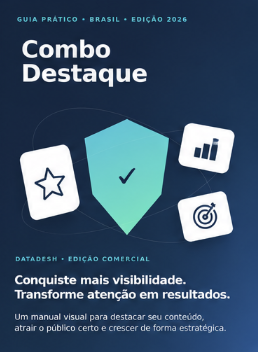 GUIA PRÁTICO • BRASIL • EDIÇÃO 2026
Combo
Destaque
DATADESH • EDIÇÃO COMERCIAL
Conquiste mais visibilidade.
Transforme atenção em resultados.
Um manual visual para destacar seu conteúdo,
atrair o público certo e crescer de forma estratégica.